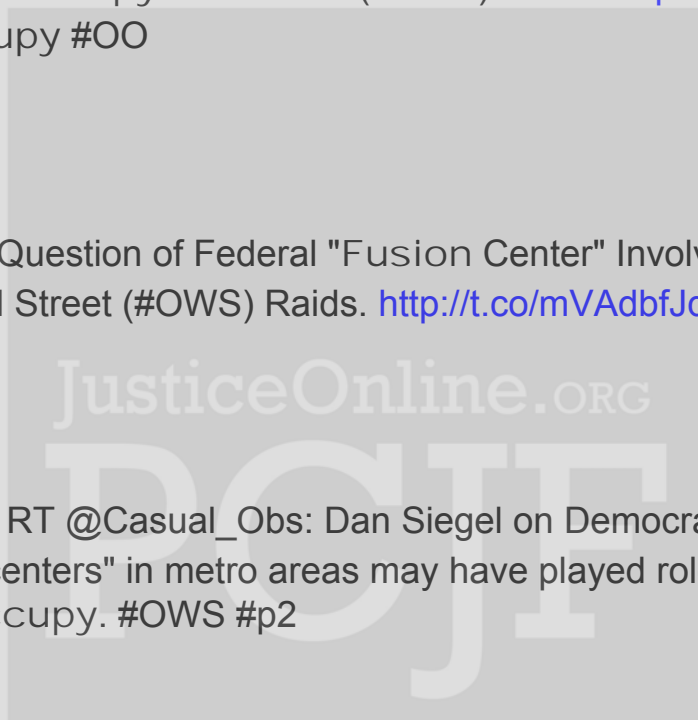 upy #OO
Question of Federal "Fusion Center" Involv
Street (#OWS) Raids. http://t.co/mVAdbfJ
JusticeOnline.ORG
PCJF
RT @Casual_Obs: Dan Siegel on Democra
enters" in metro areas may have played rol
cupy. #OWS #p2